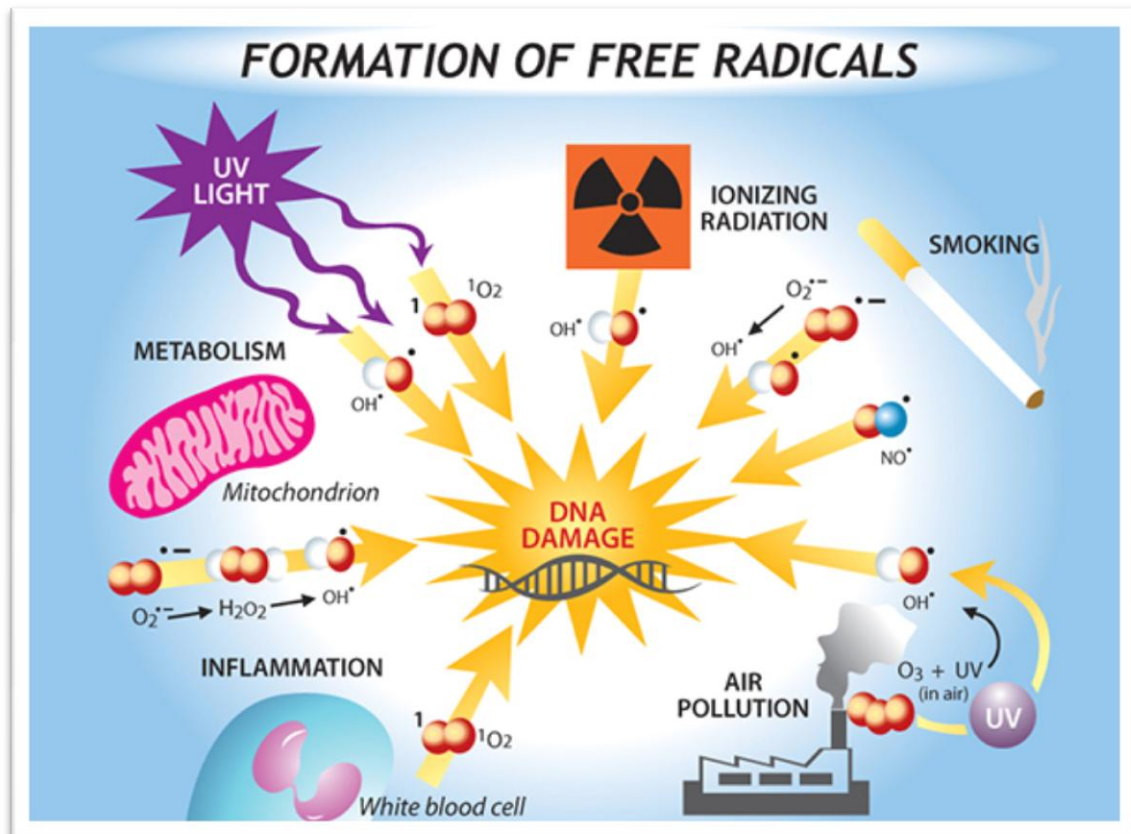 FORMATION OF FREE RADICALS
UV
LIGHT
IONIZING
RADIATION
SMOKING
1
¹O₂
OH•
O₂•−
• −
•
OH•
•
METABOLISM
•
OH•
OH•
•
NO•
Mitochondrion
DNA
DAMAGE
• −
•
O₂•−
H₂O₂
OH•
•
OH•
INFLAMMATION
AIR
POLLUTION
O₃ + UV
(in air)
UV
1
¹O₂
White blood cell